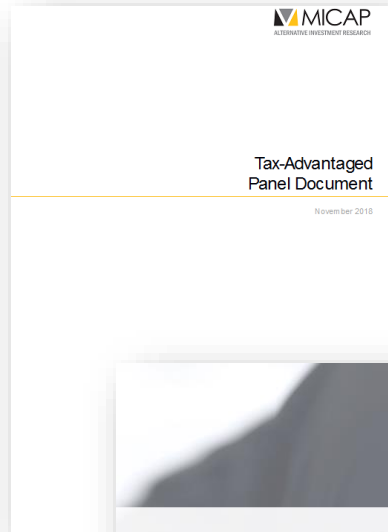 MICAP
ALTERNATIVE INVESTMENT RESEARCH
Tax-Advantaged
Panel Document
November 2018